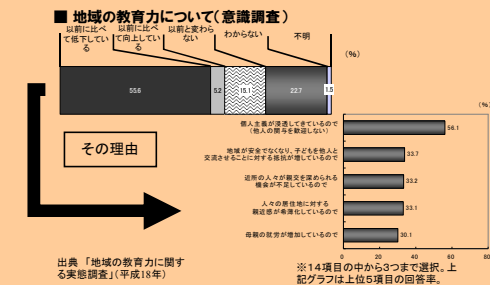 ■ 地域の教育力について(意識調査)
以前に比べ
て低下してい
る
以前に比べ
て向上してい
る
以前と変わら
ない
わからない
不明
(%)
55.6
5.2
15.1
22.7
1.5
その理由
(%)
個人主義が浸透してきているので
(他人の関与を歓迎しない)
56.1
地域が安全でなくなり、子どもを他人と
交流させることに対する抵抗が増しているので
33.7
近所の人々が親交を深められる
機会が不足しているので
33.2
人々の居住地に対する
親近感が希薄化しているので
33.1
母親の就労が増加しているので
30.1
0 20 40 60 80
出典 「地域の教育力に関す
る実態調査」(平成18年)
※14項目の中から3つまで選択。上
記グラフは上位5項目の回答率。